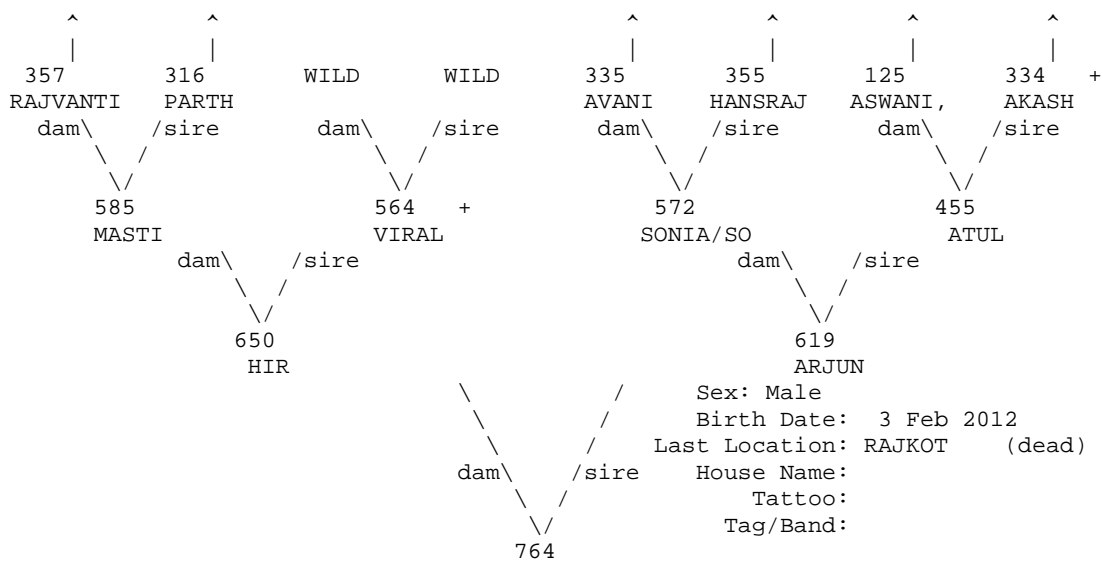 ^ ^ ^ ^ ^ ^
| | | | | |
357 316 WILD WILD 335 355 125 334 +
RAJVANTI PARTH AVANI HANSRAJ ASWANI, AKASH
dam\ /sire dam\ /sire dam\ /sire dam\ /sire
\ / \ / \ / \ /
\/ \/ \/ \/
585 564 + 572 455
MASTI VIRAL SONIA/SO ATUL
dam\ /sire dam\ /sire
\ / \ /
\/ \/
650 619
HIR ARJUN
\ / Sex: Male
\ / Birth Date: 3 Feb 2012
\ / Last Location: RAJKOT (dead)
dam\ /sire House Name:
\ / Tattoo:
\/ Tag/Band:
764